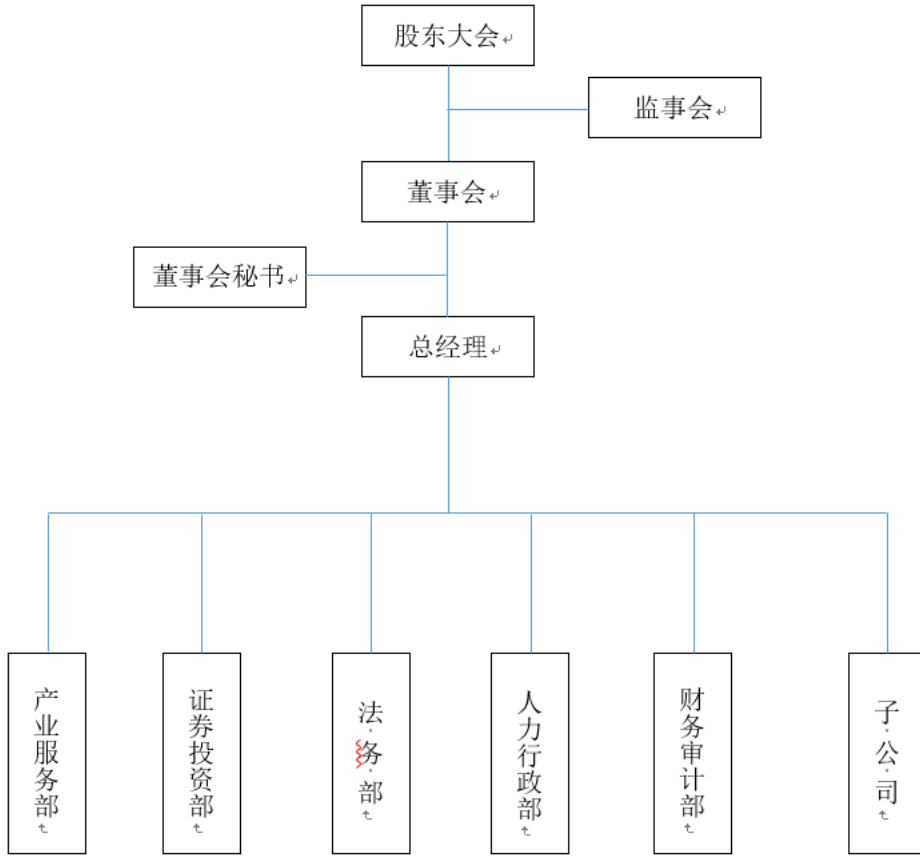 股东大会
监事会
董事会
董事会秘书
总经理
产业服务部
证券投资部
法务部
人力行政部
财务审计部
子公司